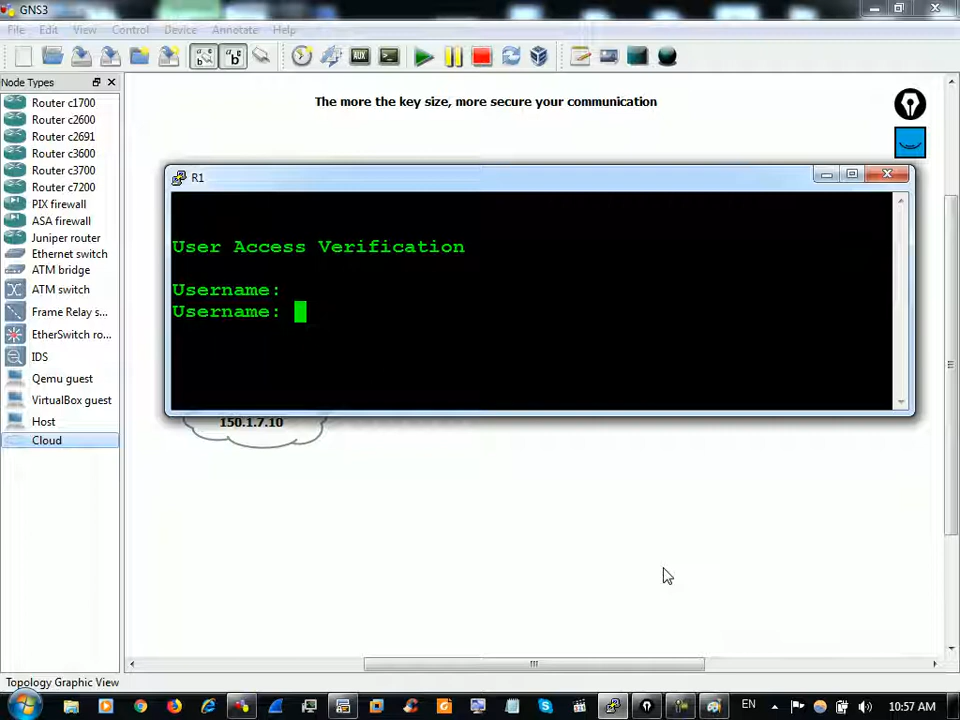 GNS3
File Edit View Control Device Annotate Help
AUX
Node Types
Router c1700
Router c2600
Router c2691
Router c3600
Router c3700
Router c7200
PIX firewall
ASA firewall
Juniper router
Ethernet switch
ATM bridge
ATM switch
Frame Relay s...
EtherSwitch ro...
IDS
Qemu guest
VirtualBox guest
Host
Cloud
The more the key size, more secure your communication
R1
User Access Verification
Username:
Username:
150.1.7.10
Topology Graphic View
EN
10:57 AM